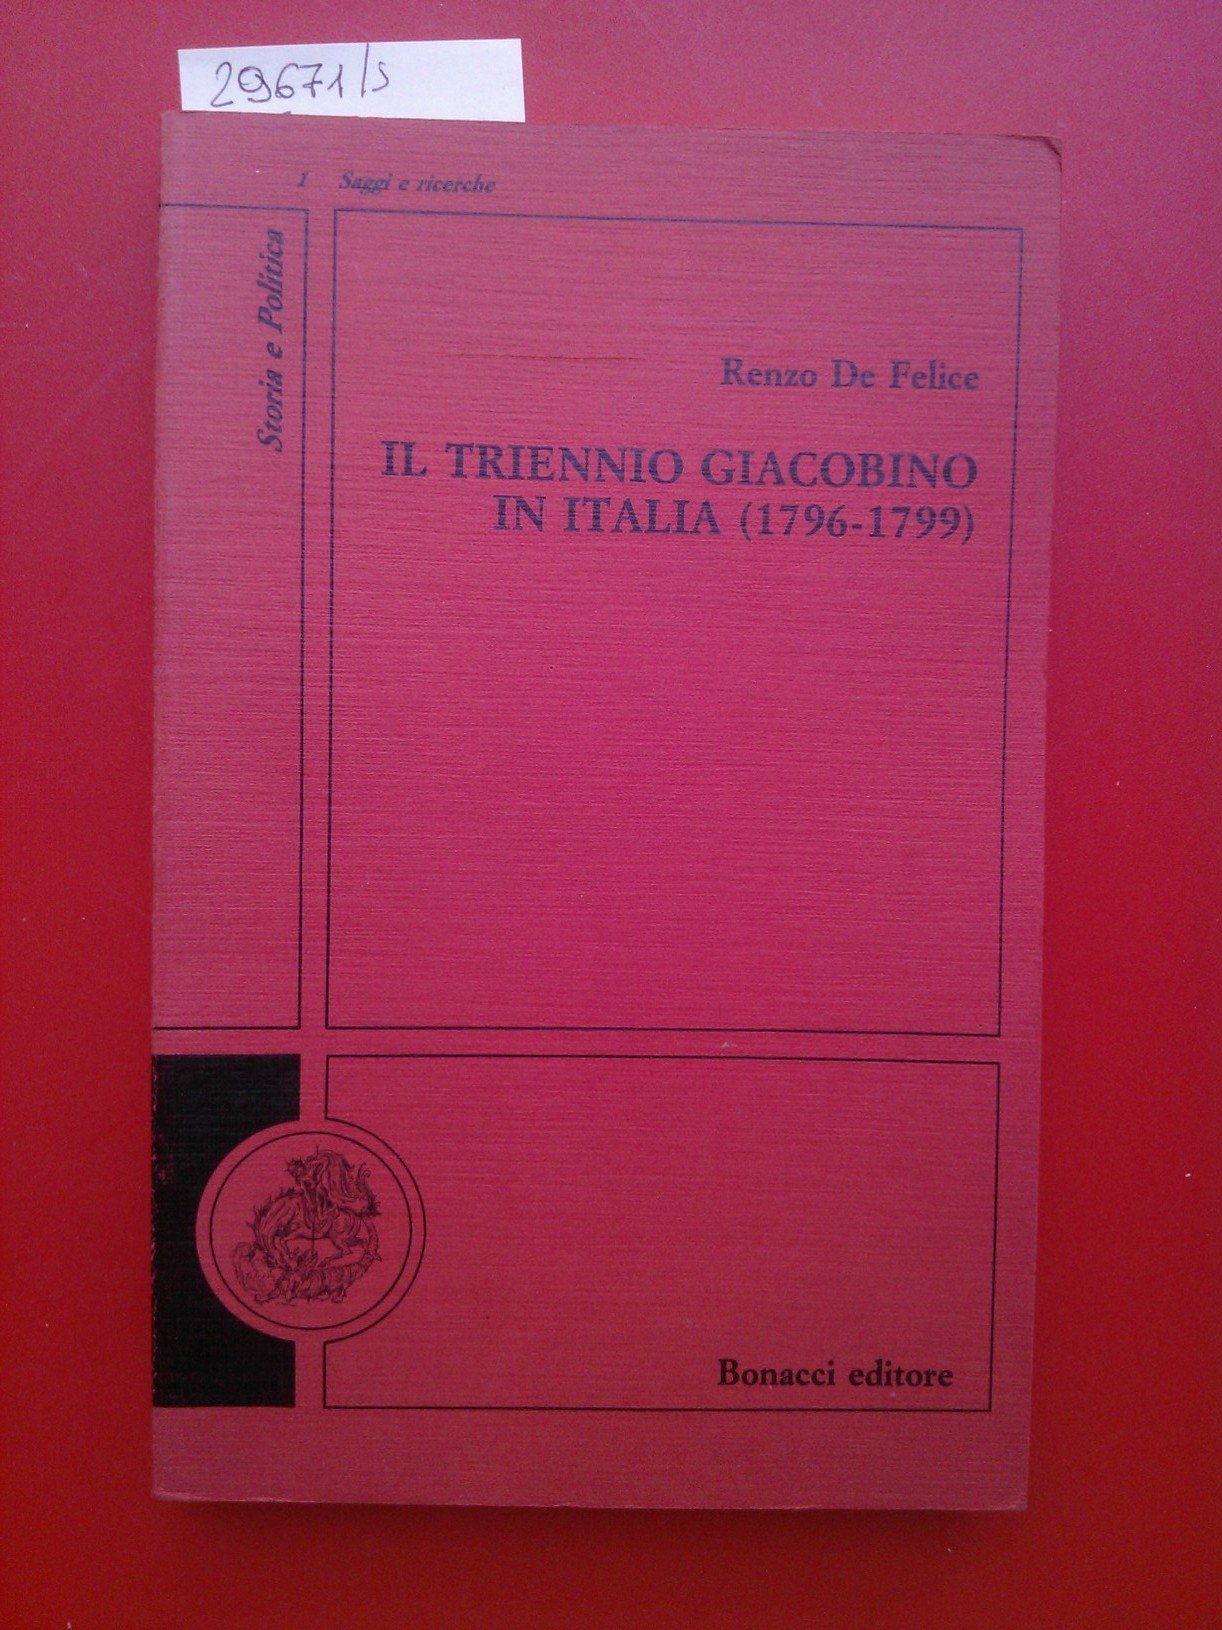 29671/s
1 Saggi e ricerche
Storia e Politica
Renzo De Felice
IL TRIENNIO GIACOBINO
IN ITALIA (1796-1799)
Bonacci editore